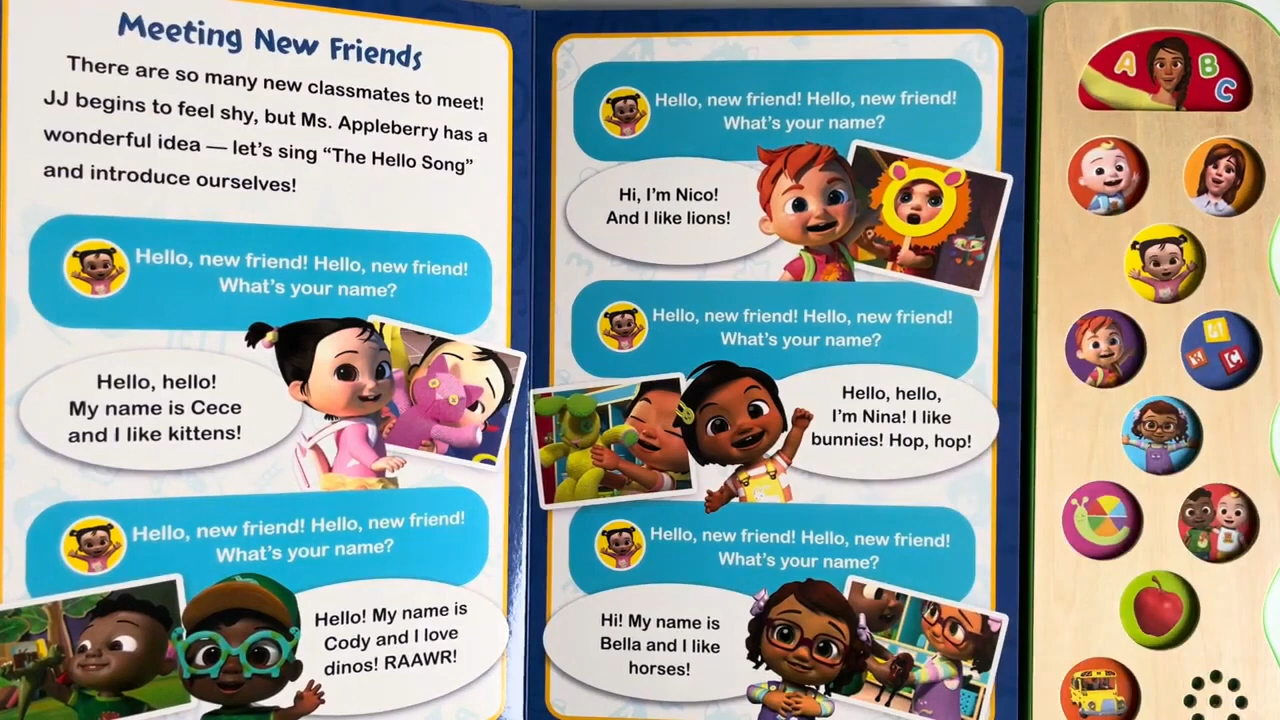 Meeting New Friends
There are so many new classmates to meet!
JJ begins to feel shy, but Ms. Appleberry has a
wonderful idea — let's sing “The Hello Song”
and introduce ourselves!
Hello, new friend! Hello, new friend!
What's your name?
Hello, hello!
My name is Cece
and I like kittens!
Hello, new friend! Hello, new friend!
What's your name?
Hello! My name is
Cody and I love
dinos! RAAWR!
Hello, new friend! Hello, new friend!
What's your name?
Hi, I'm Nico!
And I like lions!
Hello, new friend! Hello, new friend!
What's your name?
Hello, hello,
I'm Nina! I like
bunnies! Hop, hop!
Hello, new friend! Hello, new friend!
What's your name?
Hi! My name is
Bella and I like
horses!
A B C